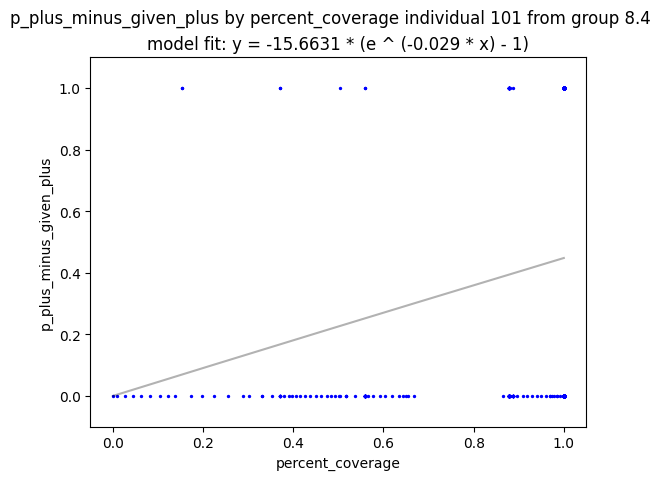 p_plus_minus_given_plus by percent_coverage individual 101 from group 8.4
model fit: y = -15.6631 * (e ^ (-0.029 * x) - 1)
1.0
0.8
0.6
0.4
0.2
0.0
p_plus_minus_given_plus
0.0 0.2 0.4 0.6 0.8 1.0
percent_coverage